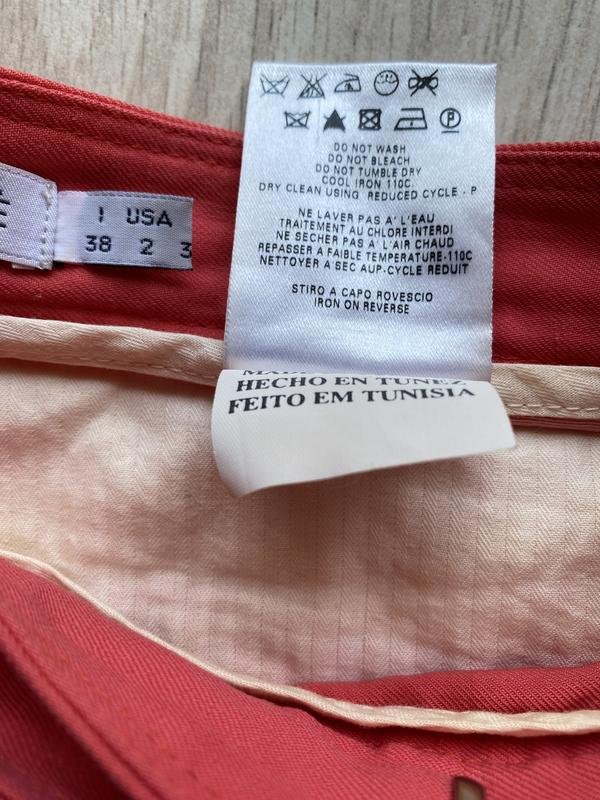 I USA
38 2 3
P
DO NOT WASH
DO NOT BLEACH
DO NOT TUMBLE DRY
COOL IRON 110C.
DRY CLEAN USING REDUCED CYCLE - P
NE LAVER PAS A' L'EAU
TRAITEMENT AU CHLORE INTERDI
NE SECHER PAS A' L'AIR CHAUD
REPASSER A FAIBLE TEMPERATURE-110C
NETTOYER A SEC AUP-CYCLE REDUIT
STIRO A CAPO ROVESCIO
IRON ON REVERSE
HECHO EN TUNEZ
FEITO EM TUNISIA